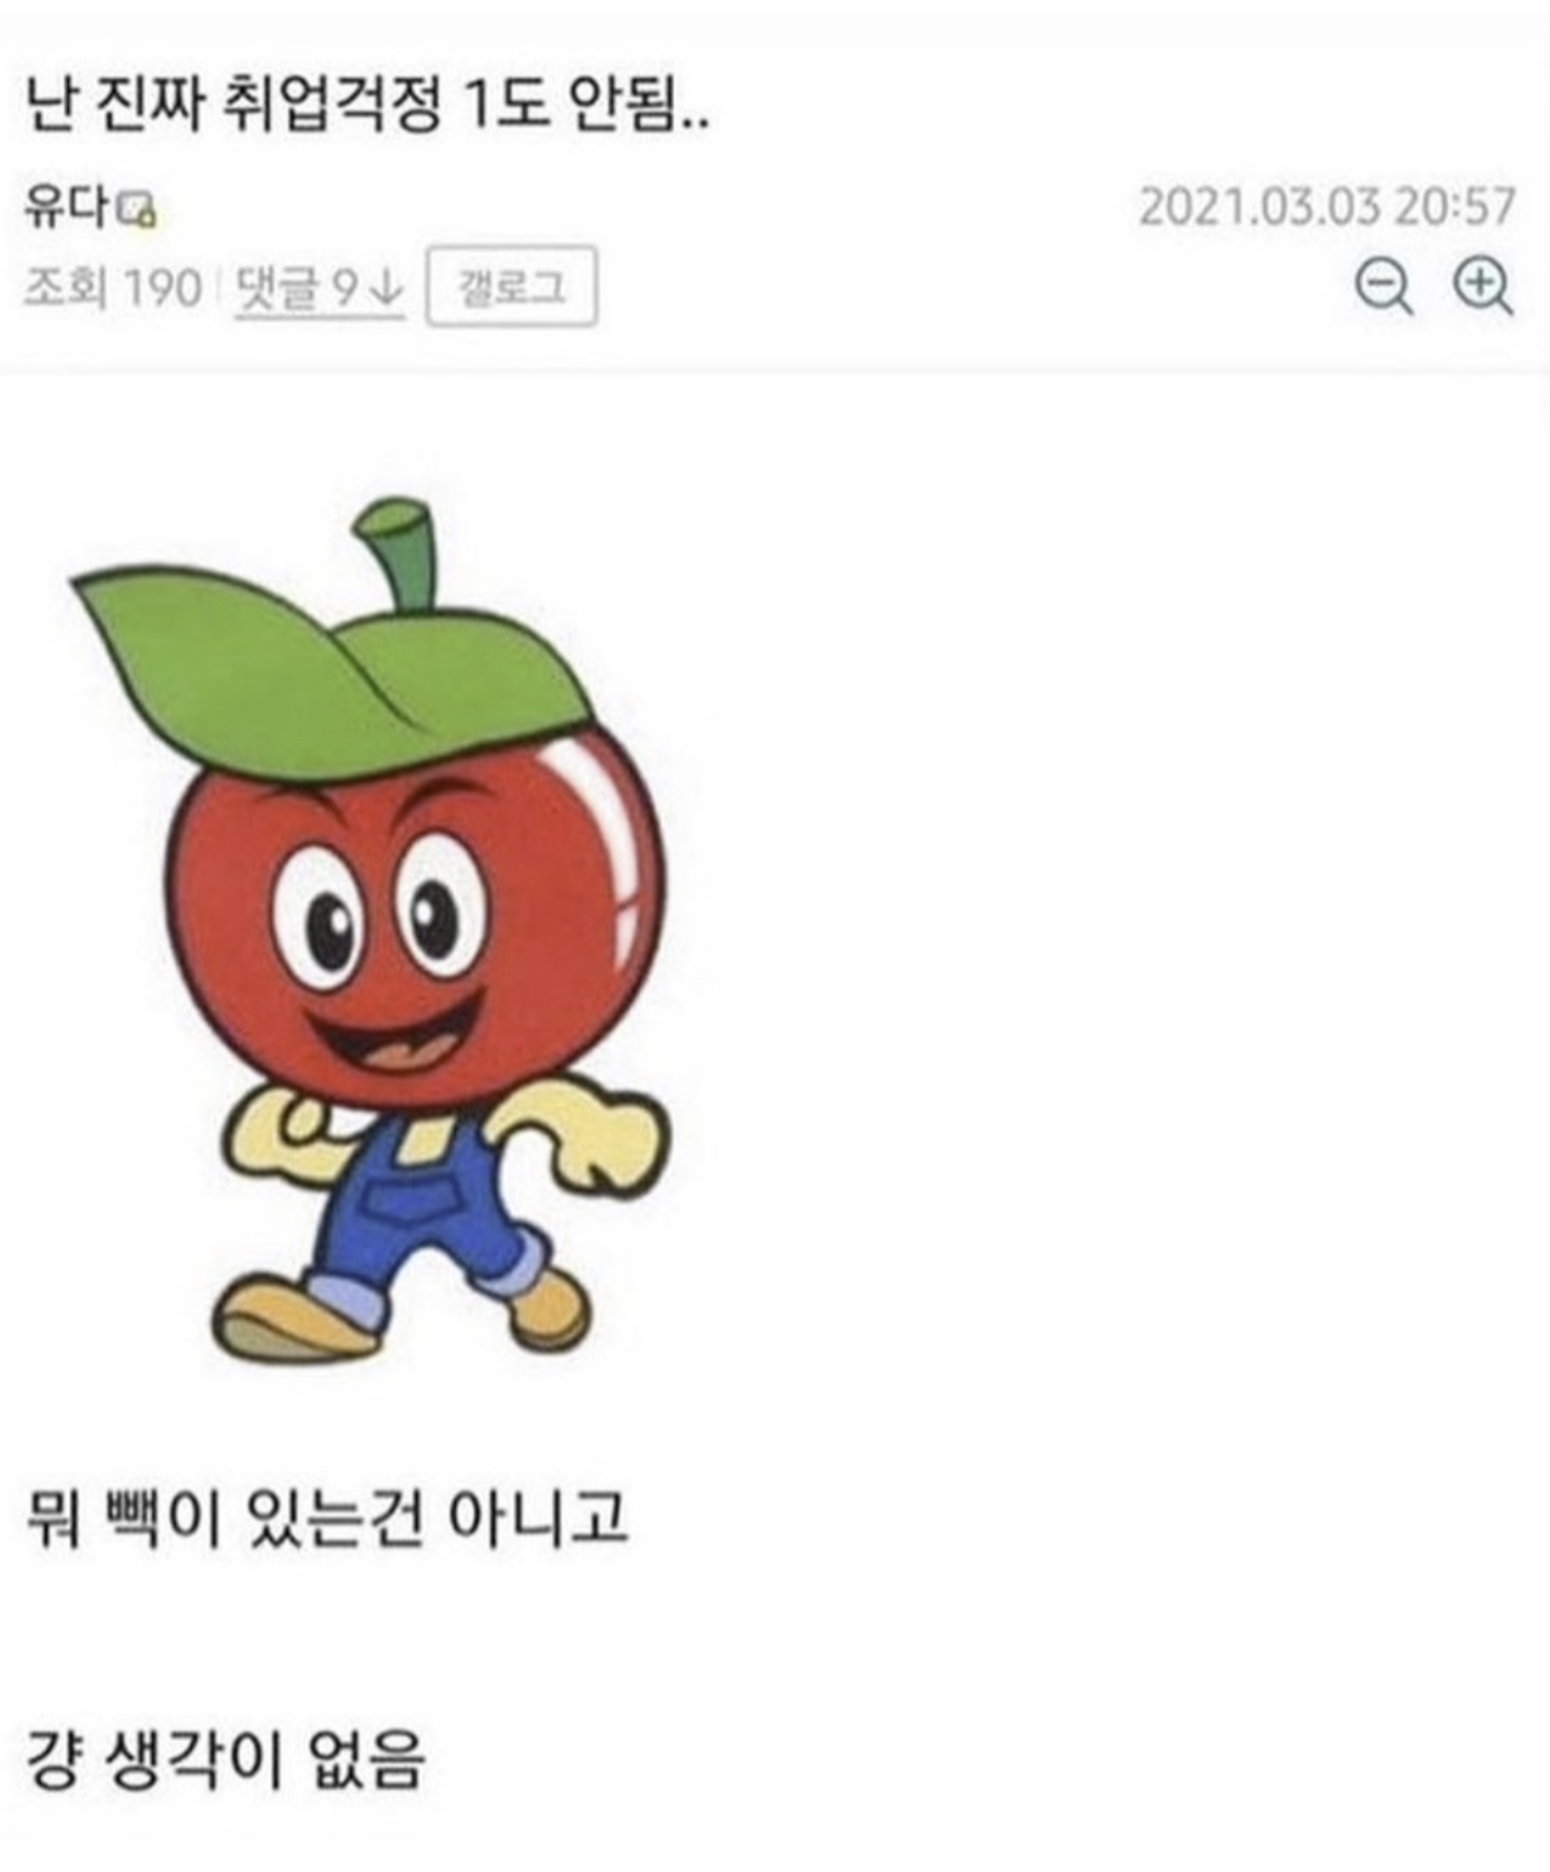 난 진짜 취업걱정 1도 안됨..
유다
2021.03.03 20:57
조회 190 댓글 9↓ 갤로그
뭐 빽이 있는건 아니고
걍 생각이 없음